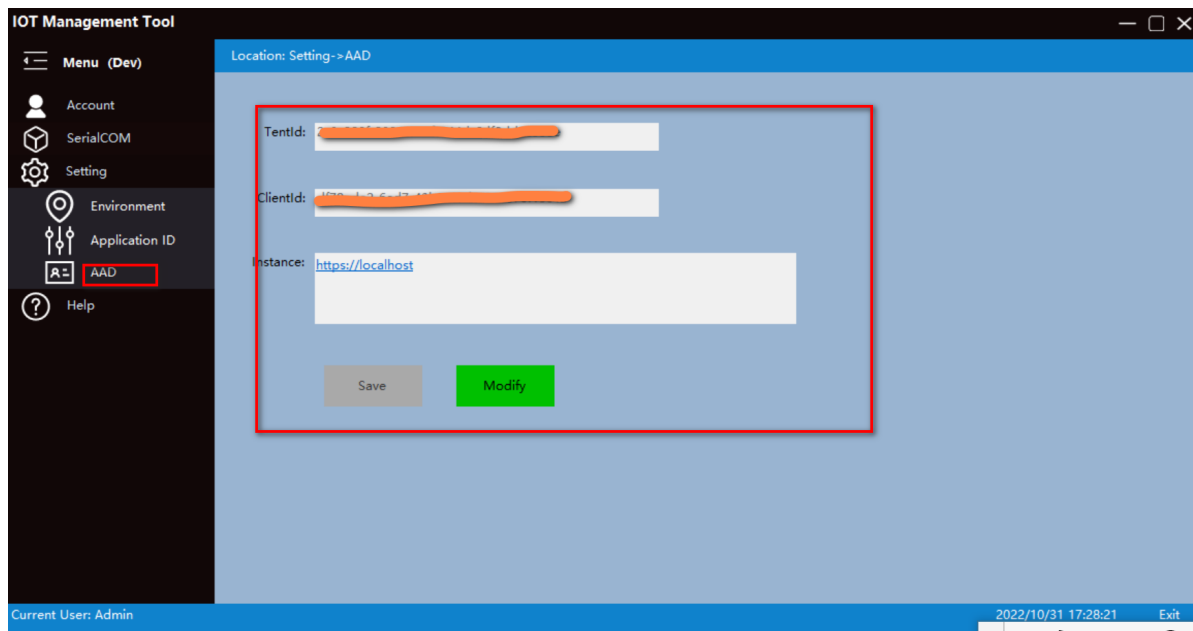 IOT Management Tool
Menu (Dev)
Location: Setting->AAD
Account
SerialCOM
Setting
Environment
Application ID
AAD
Help
TentId:
ClientId:
Instance:
https://localhost
Save
Modify
Current User: Admin
2022/10/31 17:28:21
Exit